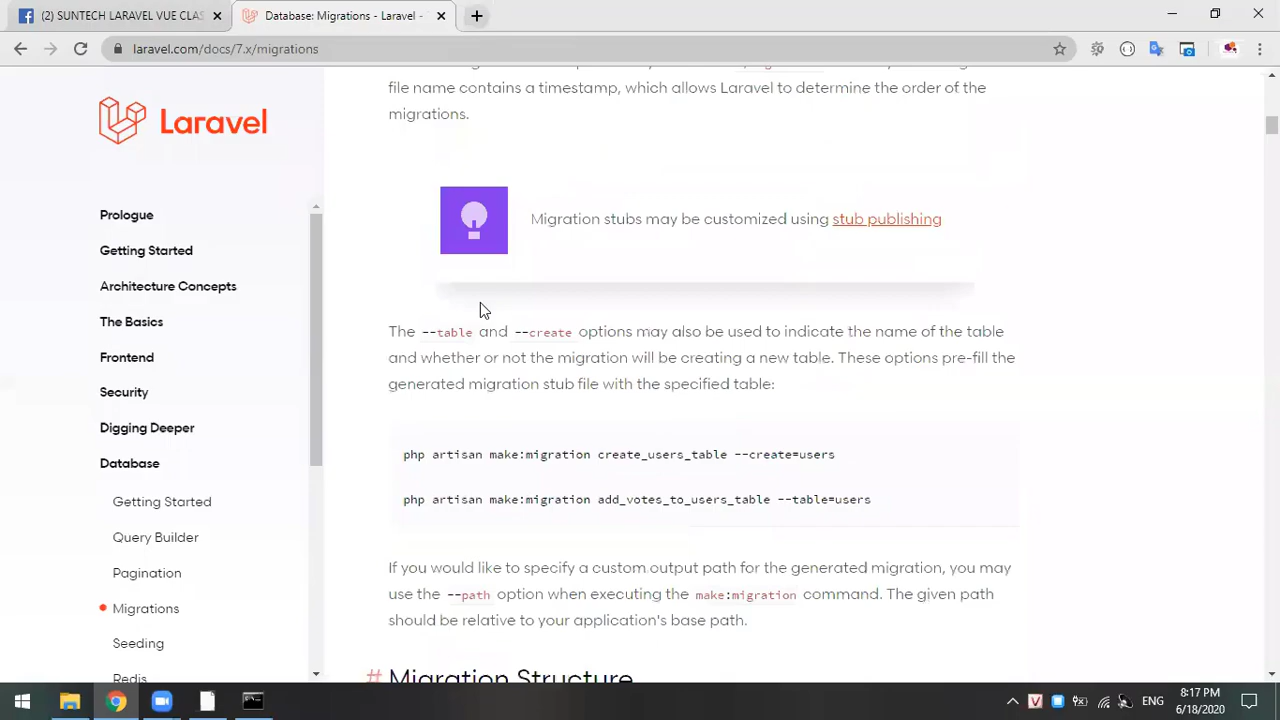 (2) SUNTECH LARAVEL VUE CLAS
Database: Migrations - Laravel -
laravel.com/docs/7.x/migrations
Laravel
Prologue
Getting Started
Architecture Concepts
The Basics
Frontend
Security
Digging Deeper
Database
Getting Started
Query Builder
Pagination
Migrations
Seeding
Redis
file name contains a timestamp, which allows Laravel to determine the order of the
migrations.
Migration stubs may be customized using stub publishing
The --table and --create options may also be used to indicate the name of the table
and whether or not the migration will be creating a new table. These options pre-fill the
generated migration stub file with the specified table:
php artisan make:migration create_users_table --create=users
php artisan make:migration add_votes_to_users_table --table=users
If you would like to specify a custom output path for the generated migration, you may
use the --path option when executing the make:migration command. The given path
should be relative to your application's base path.
# Migration Structure
ENG
8:17 PM
6/18/2020